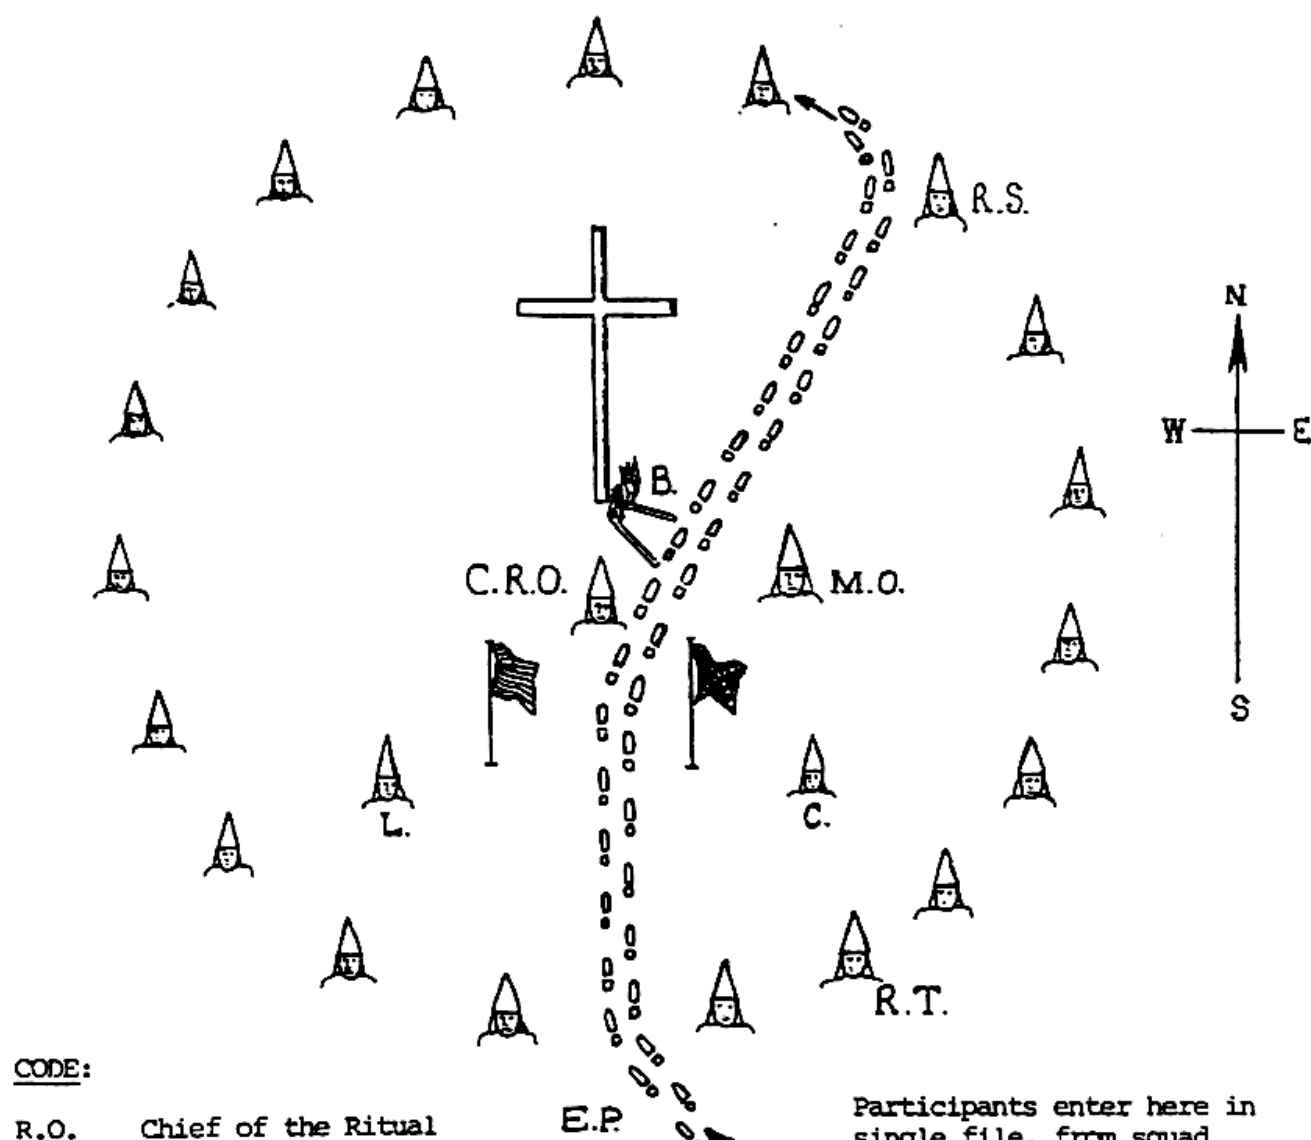 R.S.
N
W E
B.
C.R.O. M.O.
S
L. C.
R.T.
CODE:
R.O. Chief of the Ritual
E.P.
Participants enter here in
single file, from squad